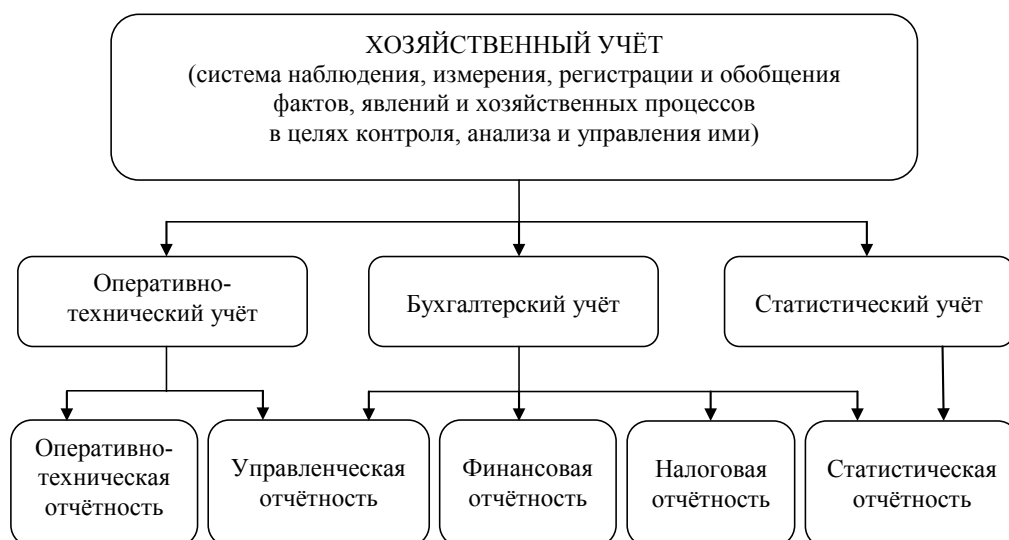 ХОЗЯЙСТВЕННЫЙ УЧЁТ
(система наблюдения, измерения, регистрации и обобщения
фактов, явлений и хозяйственных процессов
в целях контроля, анализа и управления ими)
Оперативно-
технический учёт
Бухгалтерский учёт
Статистический учёт
Оперативно-
техническая
отчётность
Управленческая
отчётность
Финансовая
отчётность
Налоговая
отчётность
Статистическая
отчётность